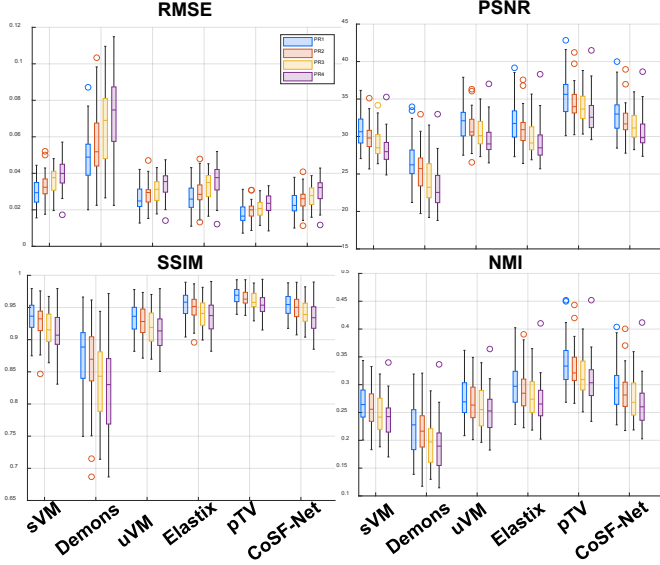 RMSE
0.12
0.1
0.08
0.06
0.04
0.02
0
PR1
PR2
PR3
PR4
PSNR
45
40
35
30
25
20
15
SSIM
1
0.95
0.9
0.85
0.8
0.75
0.7
0.65
sVM
Demons
uVM
Elastix
pTV
CoSF-Net
NMI
0.5
0.45
0.4
0.35
0.3
0.25
0.2
0.15
0.1
sVM
Demons
uVM
Elastix
pTV
CoSF-Net